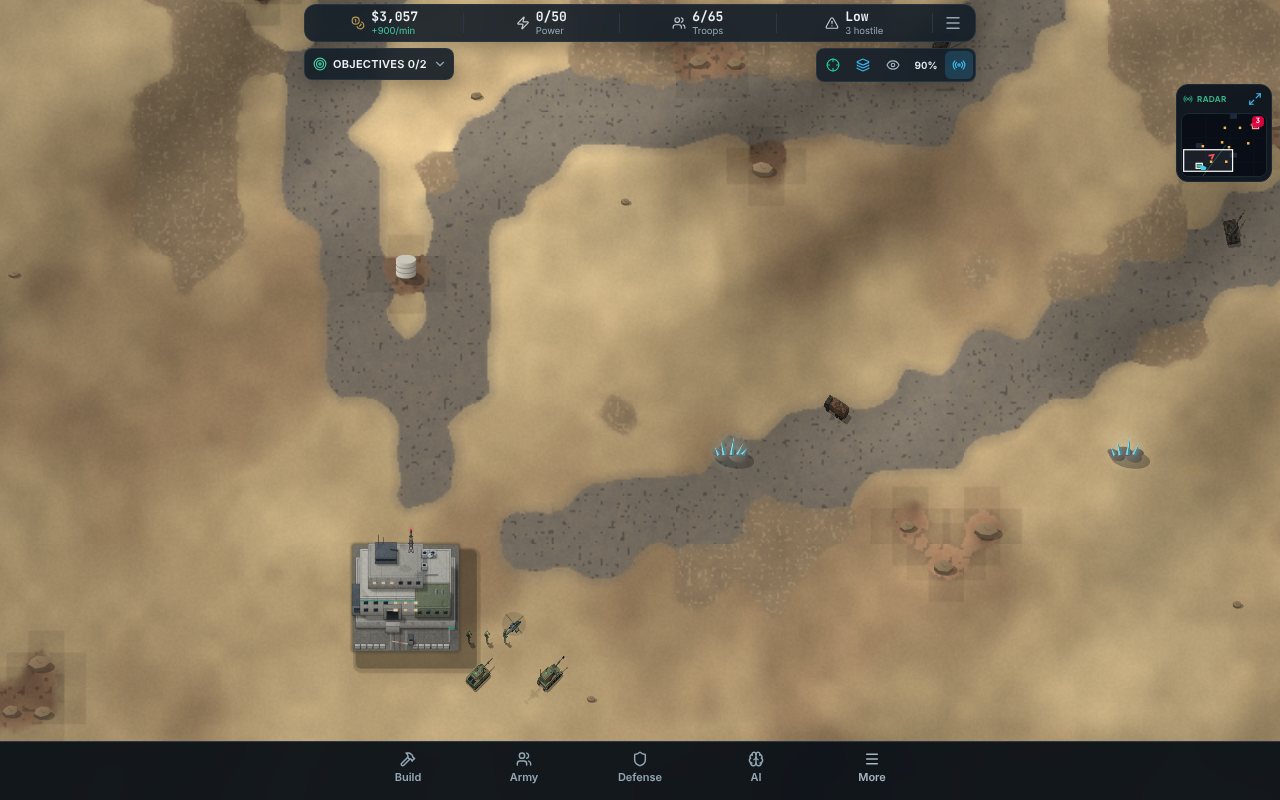 $3,057
+900/min
0/50
Power
6/65
Troops
Low
3 hostile
OBJECTIVES 0/2
90%
RADAR
3
Build
Army
Defense
AI
More